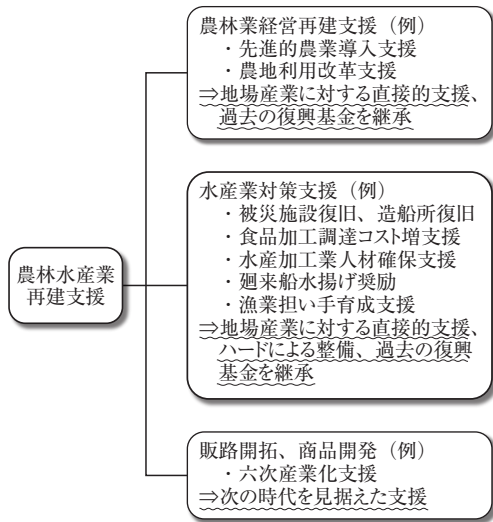 農林業経営再建支援（例）
・先進的農業導入支援
・農地利用改革支援
⇒地場産業に対する直接的支援、
過去の復興基金を継承
水産業対策支援（例）
・被災施設復旧、造船所復旧
・食品加工調達コスト増支援
・水産加工業人材確保支援
・廻来船水揚げ奨励
・漁業担い手育成支援
⇒地場産業に対する直接的支援、
ハードによる整備、過去の復興
基金を継承
農林水産業
再建支援
販路開拓、商品開発（例）
・六次産業化支援
⇒次の時代を見据えた支援